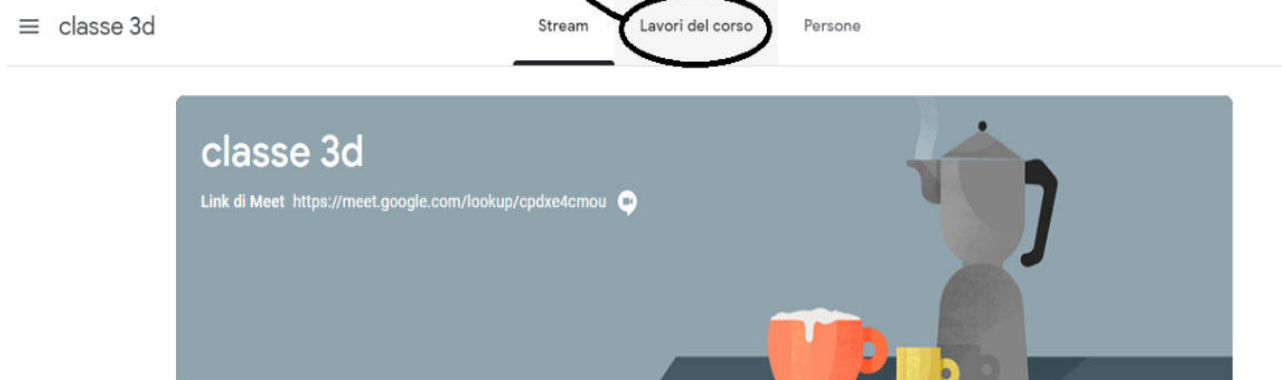 classe 3d
Stream Lavori del corso Persone
classe 3d
Link di Meet https://meet.google.com/lookup/cpdxe4cmou